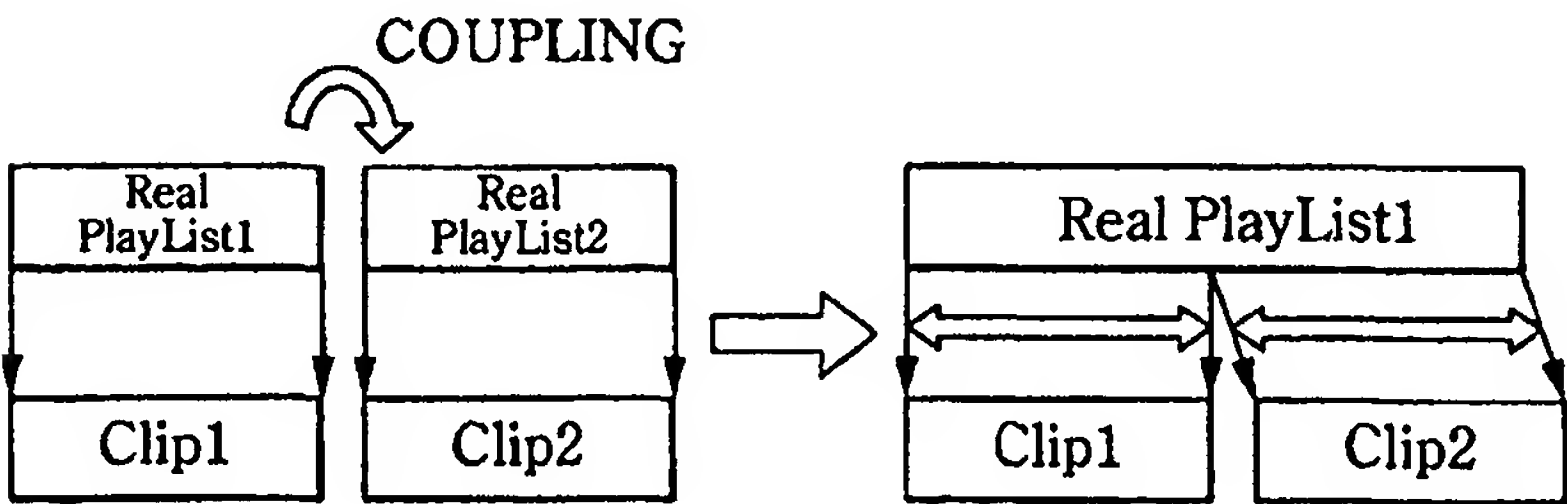 COUPLING
Real
PlayList1
Real
PlayList2
Real PlayList1
Clip1
Clip2
Clip1
Clip2